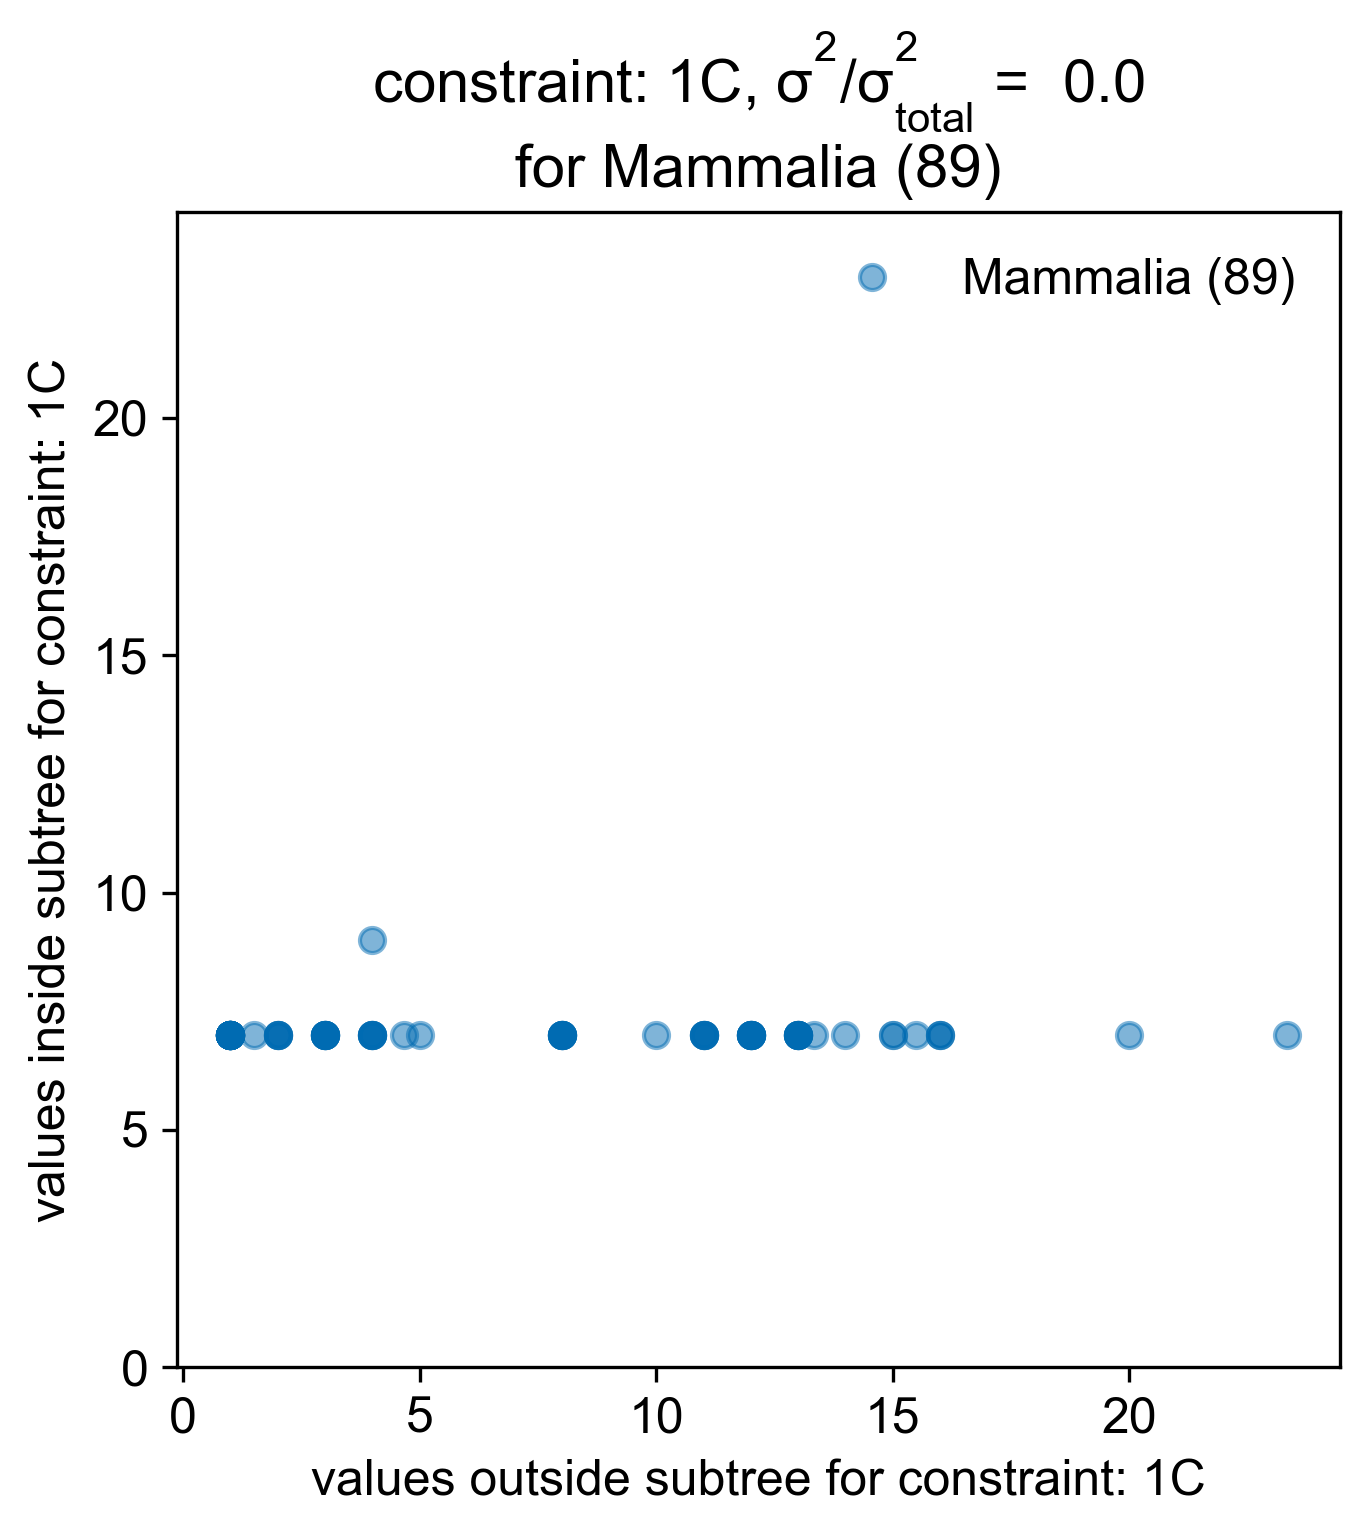 constraint: 1C, σ²/σ²total = 0.0
for Mammalia (89)
Mammalia (89)
values inside subtree for constraint: 1C
20
15
10
5
0
0 5 10 15 20
values outside subtree for constraint: 1C